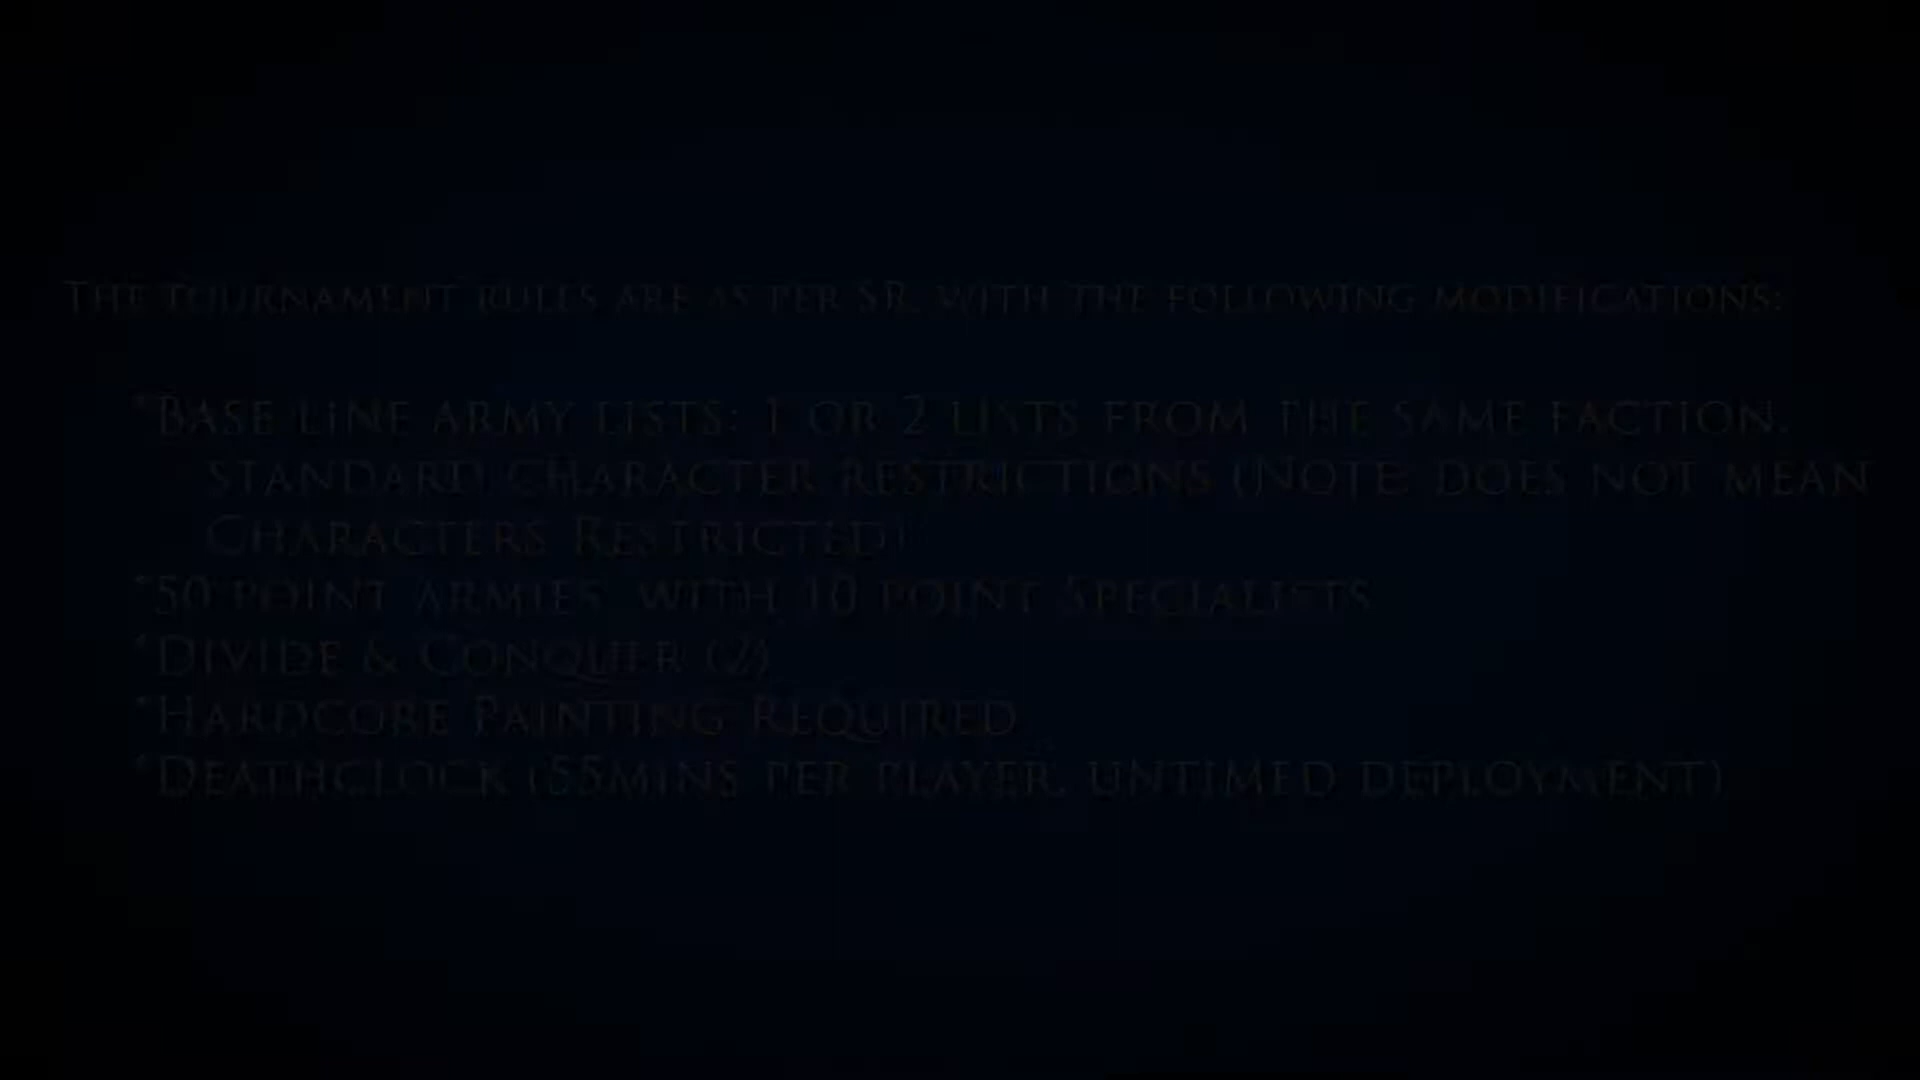 The tournament rules are as per SR, with the following modifications:
*Base line army lists: 1 or 2 lists from the same faction.
standard character restrictions (Note: does not mean
Characters Restricted)
*50 point armies with 10 point Specialists
*Divide & Conquer (2)
*Hardcore Painting Required
*Deathclock (55mins per player, untimed deployment)